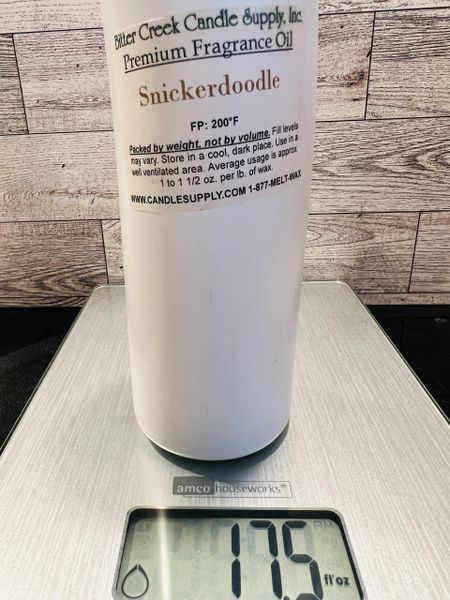 Bitter Creek Candle Supply, Inc.
Premium Fragrance Oil
Snickerdoodle
FP: 200°F
Packed by weight, not by volume. Fill levels
may vary. Store in a cool, dark place. Use in a
well ventilated area. Average usage is approx.
1 to 1 1/2 oz. per lb. of wax.
WWW.CANDLESUPPLY.COM 1-877-MELT-WAX
amco houseworks®
17.5 fl'oz